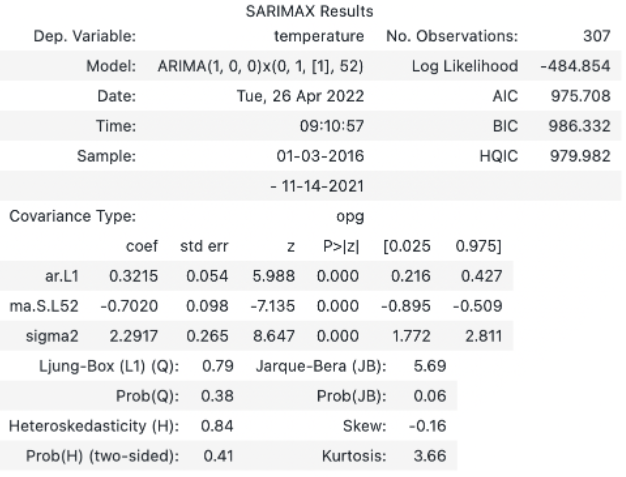 SARIMAX Results
Dep. Variable: temperature No. Observations: 307
Model: ARIMA(1, 0, 0)x(0, 1, [1], 52) Log Likelihood -484.854
Date: Tue, 26 Apr 2022 AIC 975.708
Time: 09:10:57 BIC 986.332
Sample: 01-03-2016 HQIC 979.982
- 11-14-2021
Covariance Type: opg
coef std err z P>|z| [0.025 0.975]
ar.L1 0.3215 0.054 5.988 0.000 0.216 0.427
ma.S.L52 -0.7020 0.098 -7.135 0.000 -0.895 -0.509
sigma2 2.2917 0.265 8.647 0.000 1.772 2.811
Ljung-Box (L1) (Q): 0.79 Jarque-Bera (JB): 5.69
Prob(Q): 0.38 Prob(JB): 0.06
Heteroskedasticity (H): 0.84 Skew: -0.16
Prob(H) (two-sided): 0.41 Kurtosis: 3.66